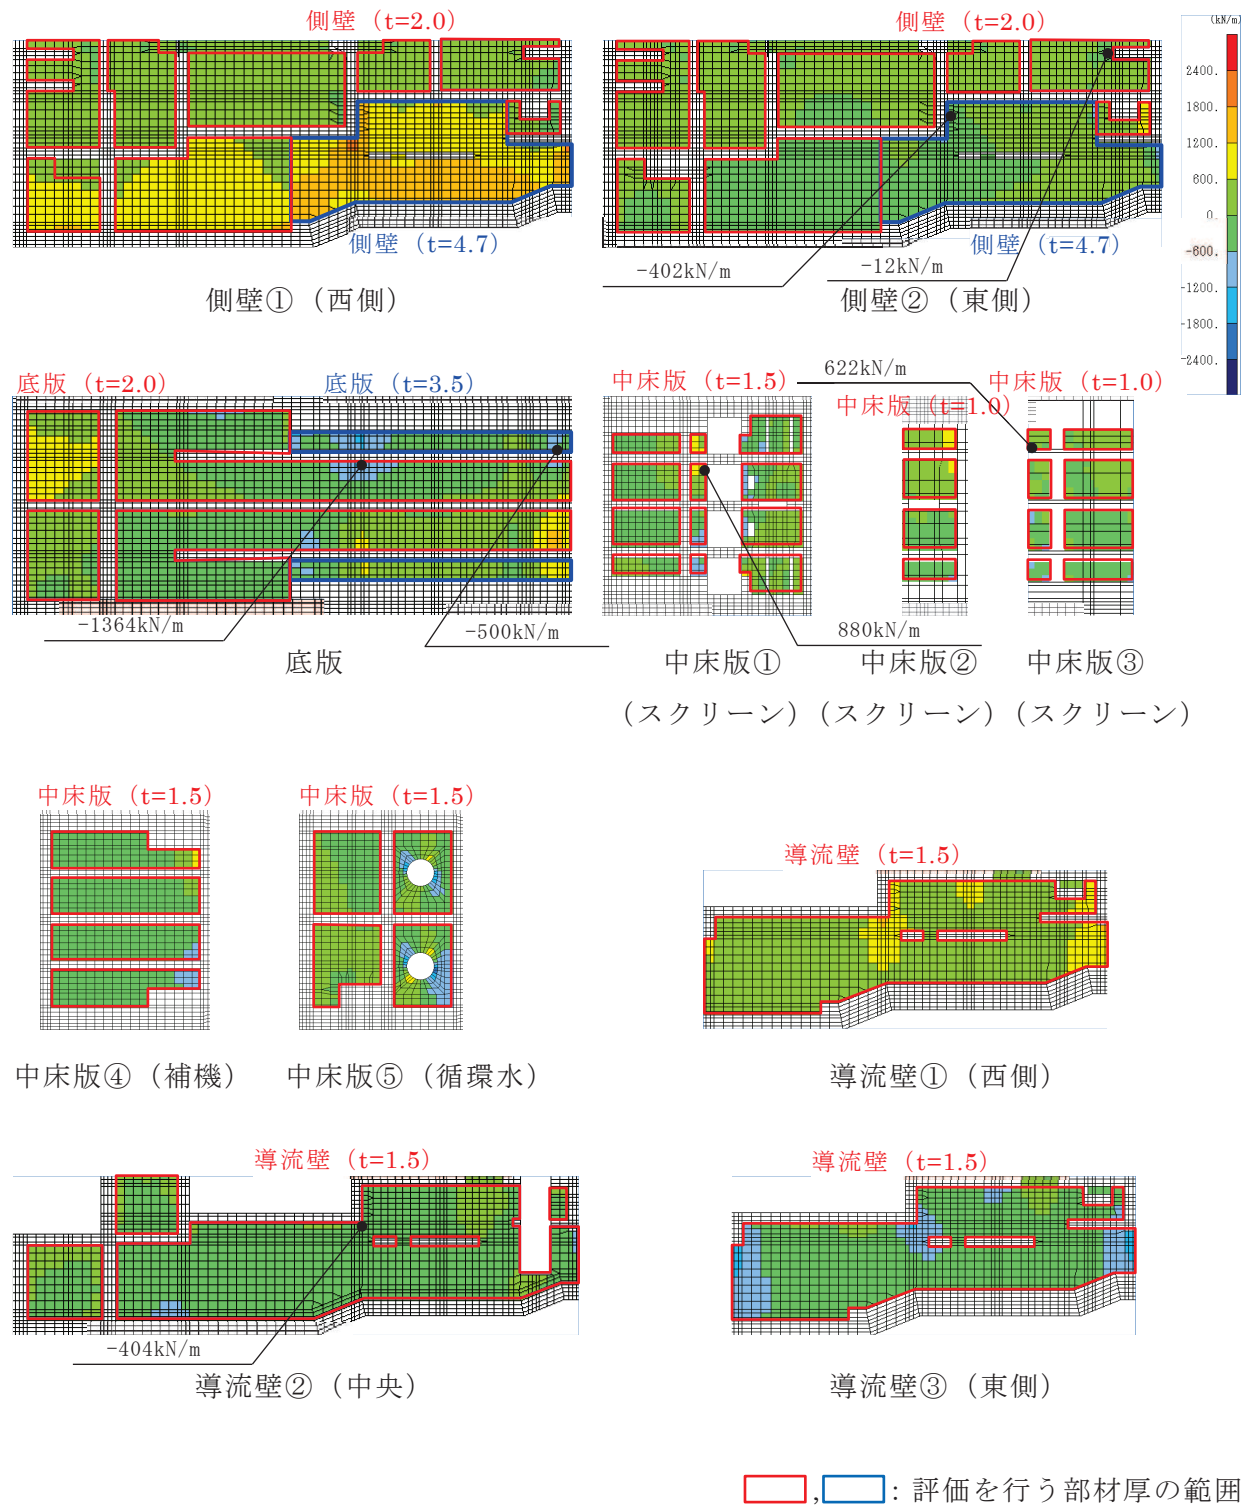 側壁（t=2.0）
側壁（t=2.0）
(kN/m
2400.
1800.
1200.
600.
0.
-600.
-1200.
-1800.
-2400.
側壁（t=4.7）
側壁（t=4.7）
-402kN/m
-12kN/m
側壁①（西側）
側壁②（東側）
底版（t=2.0）
底版（t=3.5）
中床版（t=1.5）
622kN/m
中床版（t=1.0）
中床版（t=1.0）
-1364kN/m
-500kN/m
880kN/m
底版
中床版①
中床版②
中床版③
（スクリーン）
（スクリーン）
（スクリーン）
中床版（t=1.5）
中床版（t=1.5）
導流壁（t=1.5）
中床版④（補機）
中床版⑤（循環水）
導流壁①（西側）
導流壁（t=1.5）
導流壁（t=1.5）
-404kN/m
導流壁②（中央）
導流壁③（東側）
,：評価を行う部材厚の範囲